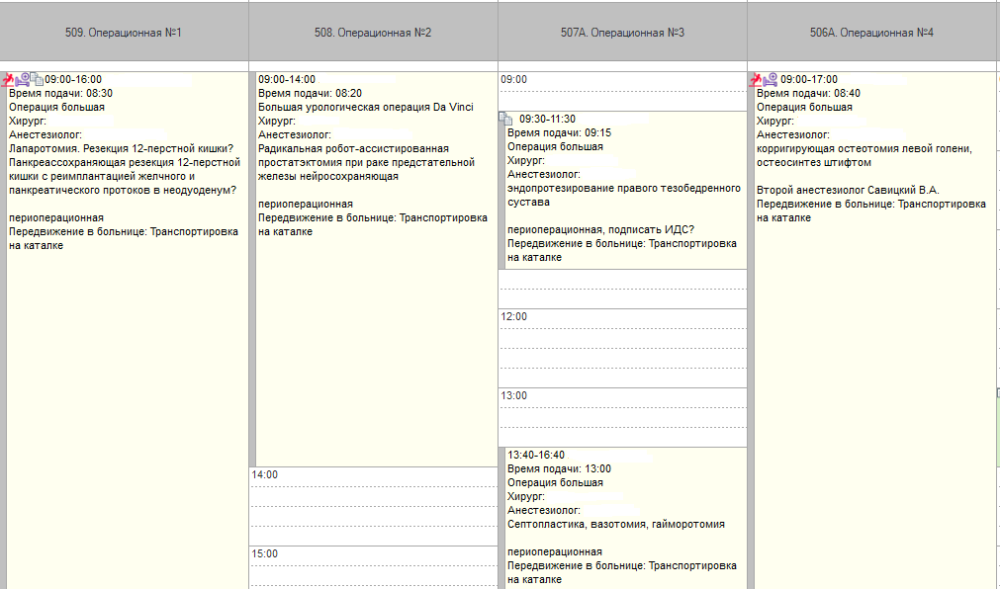 509. Операционная №1
09:00-16:00
Время подачи: 08:30
Операция большая
Хирург:
Анестезиолог:
Лапаротомия. Резекция 12-перстной кишки?
Панкреассохраняющая резекция 12-перстной
кишки с реимплантацией желчного и
панкреатического протоков в неодуоденум?
периоперационная
Передвижение в больнице: Транспортировка
на каталке
508. Операционная №2
09:00-14:00
Время подачи: 08:20
Большая урологическая операция Da Vinci
Хирург:
Анестезиолог:
Радикальная робот-ассистированная
простатэктомия при раке предстательной
железы нейросохраняющая
периоперационная
Передвижение в больнице: Транспортировка
на каталке
14:00
15:00
507А. Операционная №3
09:00
09:30-11:30
Время подачи: 09:15
Операция большая
Хирург:
Анестезиолог:
эндопротезирование правого тезобедренного
сустава
периоперационная, подписать ИДС?
Передвижение в больнице: Транспортировка
на каталке
12:00
13:00
13:40-16:40
Время подачи: 13:00
Операция большая
Хирург:
Анестезиолог:
Септопластика, вазотомия, гайморотомия
периоперационная
Передвижение в больнице: Транспортировка
на каталке
506А. Операционная №4
09:00-17:00
Время подачи: 08:40
Операция большая
Хирург:
Анестезиолог:
корригирующая остеотомия левой голени,
остеосинтез штифтом
Второй анестезиолог Савицкий В.А.
Передвижение в больнице: Транспортировка
на каталке